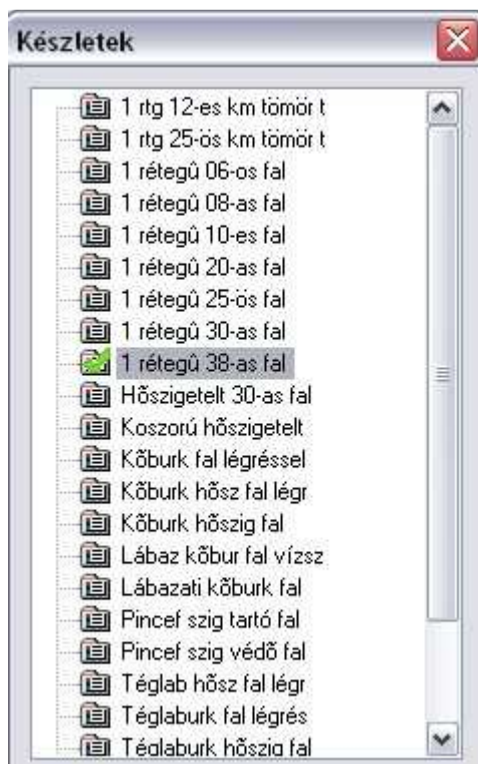 Készletek
1 rtg 12-es km tömör t
1 rtg 25-ös km tömör t
1 rétegû 06-os fal
1 rétegû 08-as fal
1 rétegû 10-es fal
1 rétegû 20-as fal
1 rétegû 25-ös fal
1 rétegû 30-as fal
1 rétegû 38-as fal
Hõszigetelt 30-as fal
Koszorú hõszigetelt
Kõburk fal légréssel
Kõburk hõsz fal légr
Kõburk hõszig fal
Lábaz kõbur fal vízsz
Lábazati kõburk fal
Pincef szig tartó fal
Pincef szig védõ fal
Téglab hõsz fal légr
Téglaburk fal légrés
Téglaburk hõszig fal